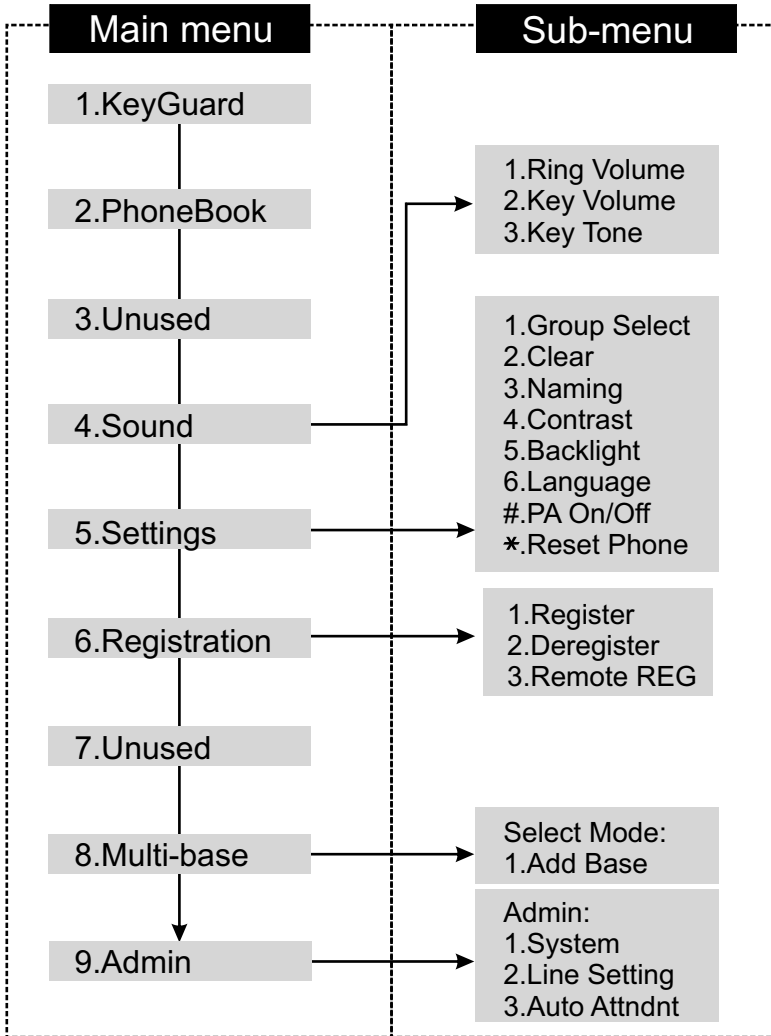 Main menu
1.KeyGuard
2.PhoneBook
3.Unused
4.Sound
5.Settings
6.Registration
7.Unused
8.Multi-base
9.Admin
Sub-menu
1.Ring Volume
2.Key Volume
3.Key Tone
1.Group Select
2.Clear
3.Naming
4.Contrast
5.Backlight
6.Language
#.PA On/Off
*.Reset Phone
1.Register
2.Deregister
3.Remote REG
Select Mode:
1.Add Base
Admin:
1.System
2.Line Setting
3.Auto Attndnt